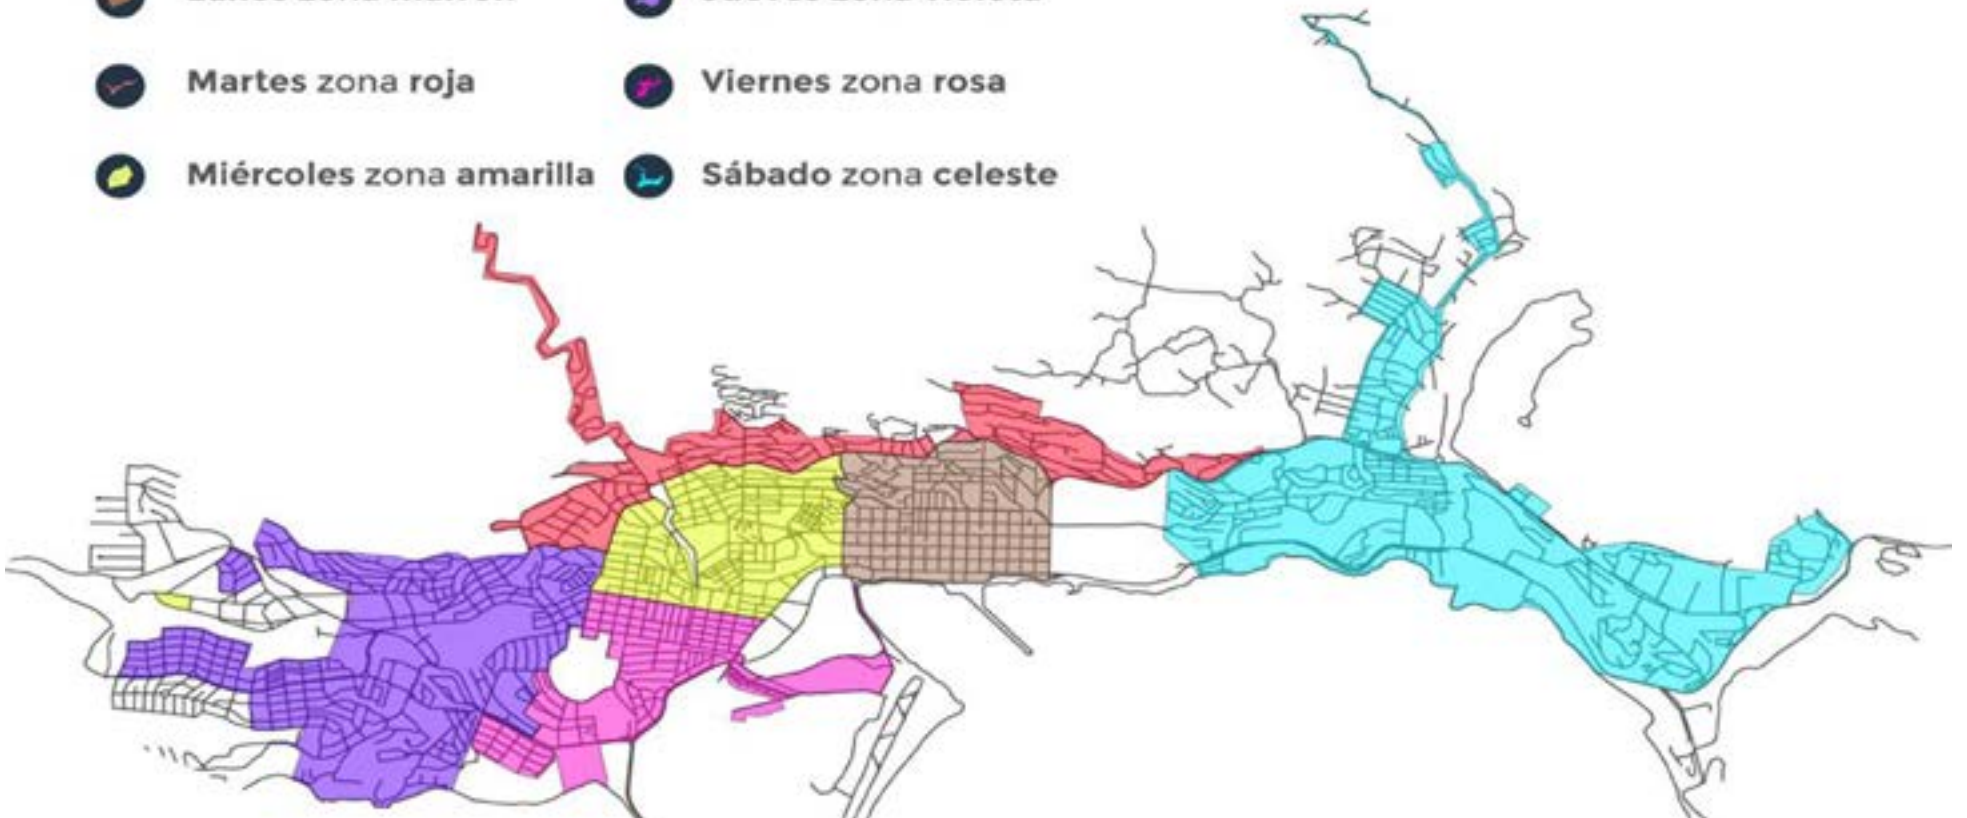 Martes zona roja
Viernes zona rosa
Miércoles zona amarilla
Sábado zona celeste